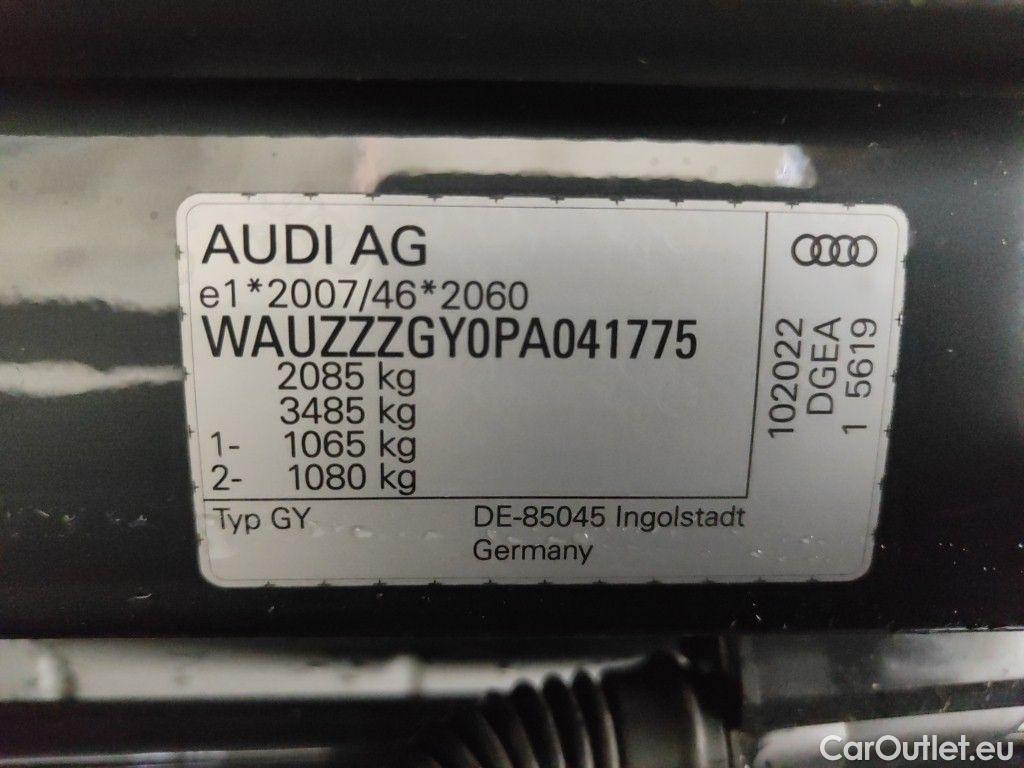 AUDI AG
e1*2007/46*2060
WAUZZZGY0PA041775
2085 kg
3485 kg
1- 1065 kg
2- 1080 kg
Typ GY
DE-85045 Ingolstadt
Germany
102022
DGEA
1 5619
CarOutlet.eu